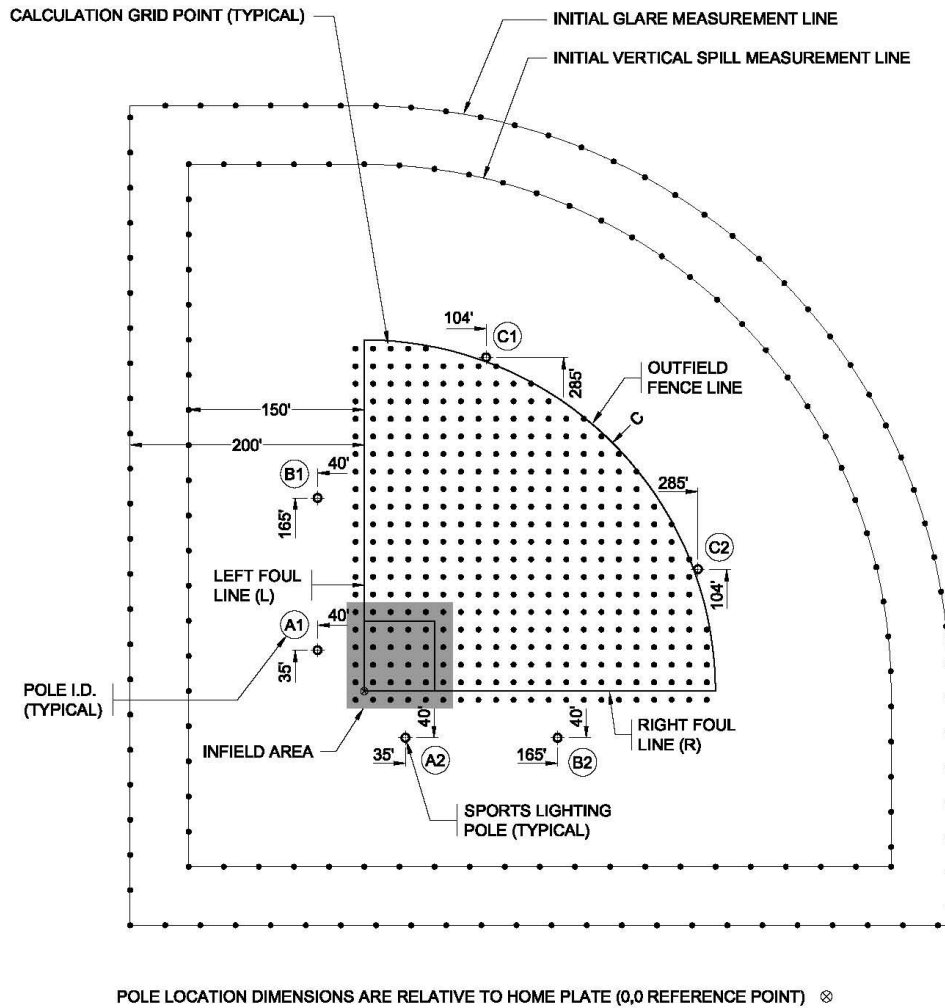 CALCULATION GRID POINT (TYPICAL)
INITIAL GLARE MEASUREMENT LINE
INITIAL VERTICAL SPILL MEASUREMENT LINE
104'
C1
285'
OUTFIELD
FENCE LINE
C
150'
200'
40'
B1
165'
285'
C2
104'
LEFT FOUL
LINE (L)
40'
A1
35'
POLE I.D.
(TYPICAL)
INFIELD AREA
40'
35'
A2
40'
165'
B2
RIGHT FOUL
LINE (R)
SPORTS LIGHTING
POLE (TYPICAL)
POLE LOCATION DIMENSIONS ARE RELATIVE TO HOME PLATE (0,0 REFERENCE POINT) ⊗